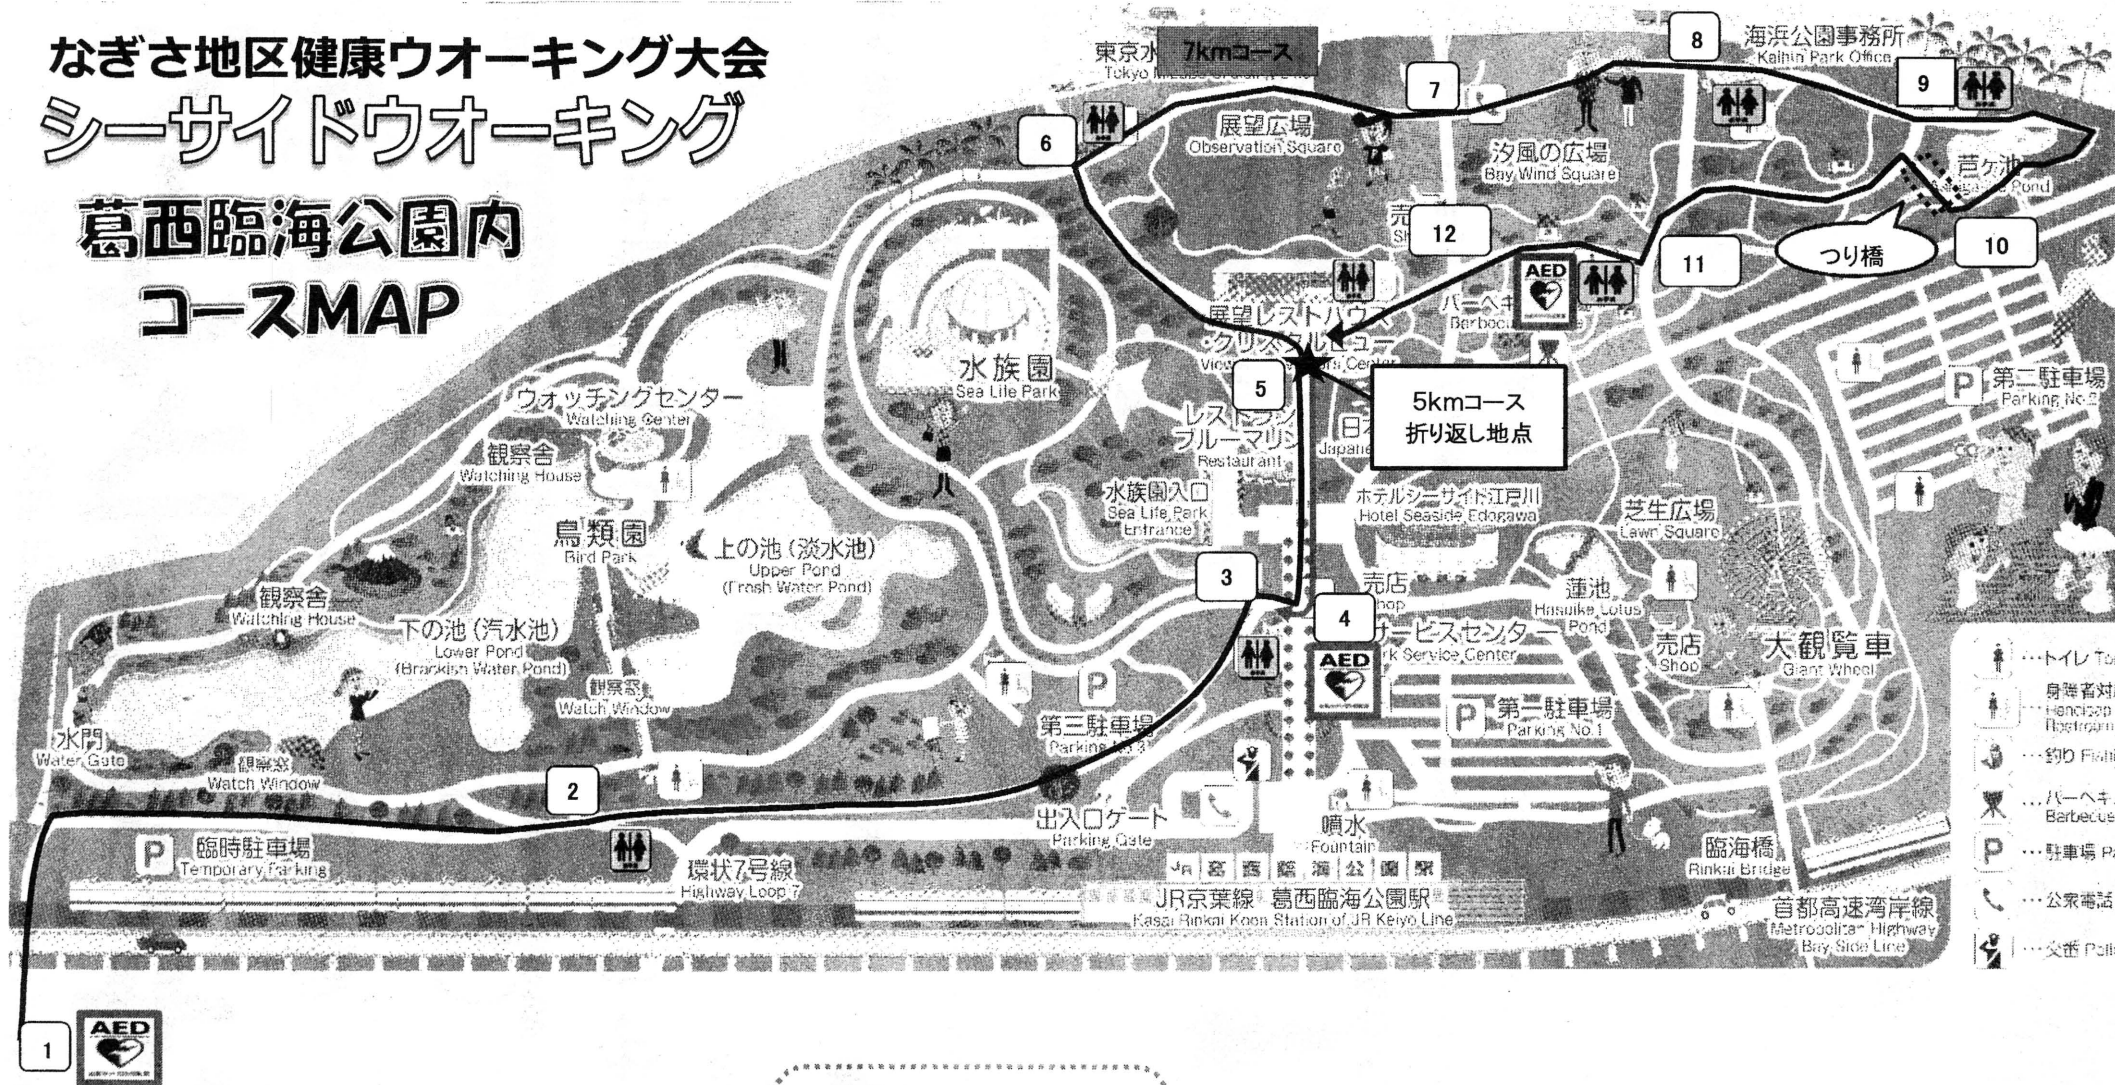 なぎさ地区健康ウオーキング大会
シーサイドウオーキング
葛西臨海公園内
コースMAP
東京水
7kmコース
8
海浜公園事務所
Kaihin Park Office
7
9
6
展望広場
Observation Square
汐風の広場
Bay Wind Square
芦ヶ池
Pond
売
12
11
つり橋
10
AED
展望レストハウス
バーベキ
Barbecue
水族園
Sea Life Park
5
5kmコース
折り返し地点
P
第二駐車場
Parking No.2
ウォッチングセンター
Watching Center
レストラン
ブルーマリン
Restaurant
日本
Japane
観察舎
Watching House
水族園入口
Sea Life Park
Entrance
ホテルシーサイド江戸川
Hotel Seaside Edogawa
芝生広場
Lawn Square
鳥類園
Bird Park
上の池(淡水池)
Upper Pond
(Fresh Water Pond)
3
売店
hop
蓮池
Hasuike Lotus
Pond
観察舎
Watching House
下の池(汽水池)
Lower Pond
(Brackish Water Pond)
4
サービスセンター
rk Service Center
AED
売店
Shop
大観覧車
Giant Wheel
…トイレ
身障者対
観察窓
Watch Window
P
第三駐車場
Parking No.3
P
第一駐車場
Parking No.1
水門
Water Gate
観察窓
Watch Window
2
…釣り
出入口ゲート
Parking Gate
噴水
Fountain
…バーベキ
Barbecue
P
臨時駐車場
Temporary Parking
環状7号線
Highway Loop 7
臨海橋
Rinkai Bridge
P
…駐車場
JR葛西臨海公園駅
JR京葉線 葛西臨海公園駅
Kasai Rinkai Koen Station of JR Keiyo Line
首都高速湾岸線
Metropolitan Highway
Bay Side Line
…公衆電話
…交番
1
AED